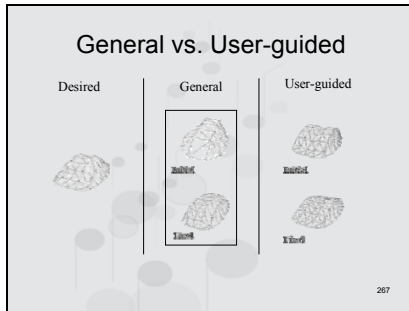 General vs. User-guided
Desired
General
User-guided
267